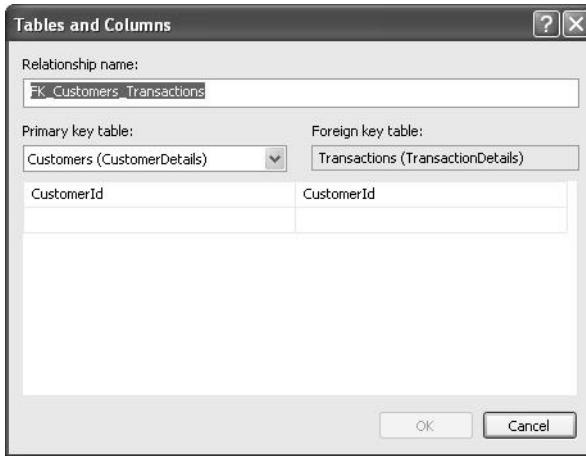 Tables and Columns
Relationship name:
FK_Customers_Transactions
Primary key table:
Foreign key table:
Customers (CustomerDetails)
Transactions (TransactionDetails)
CustomerId
CustomerId
OK
Cancel